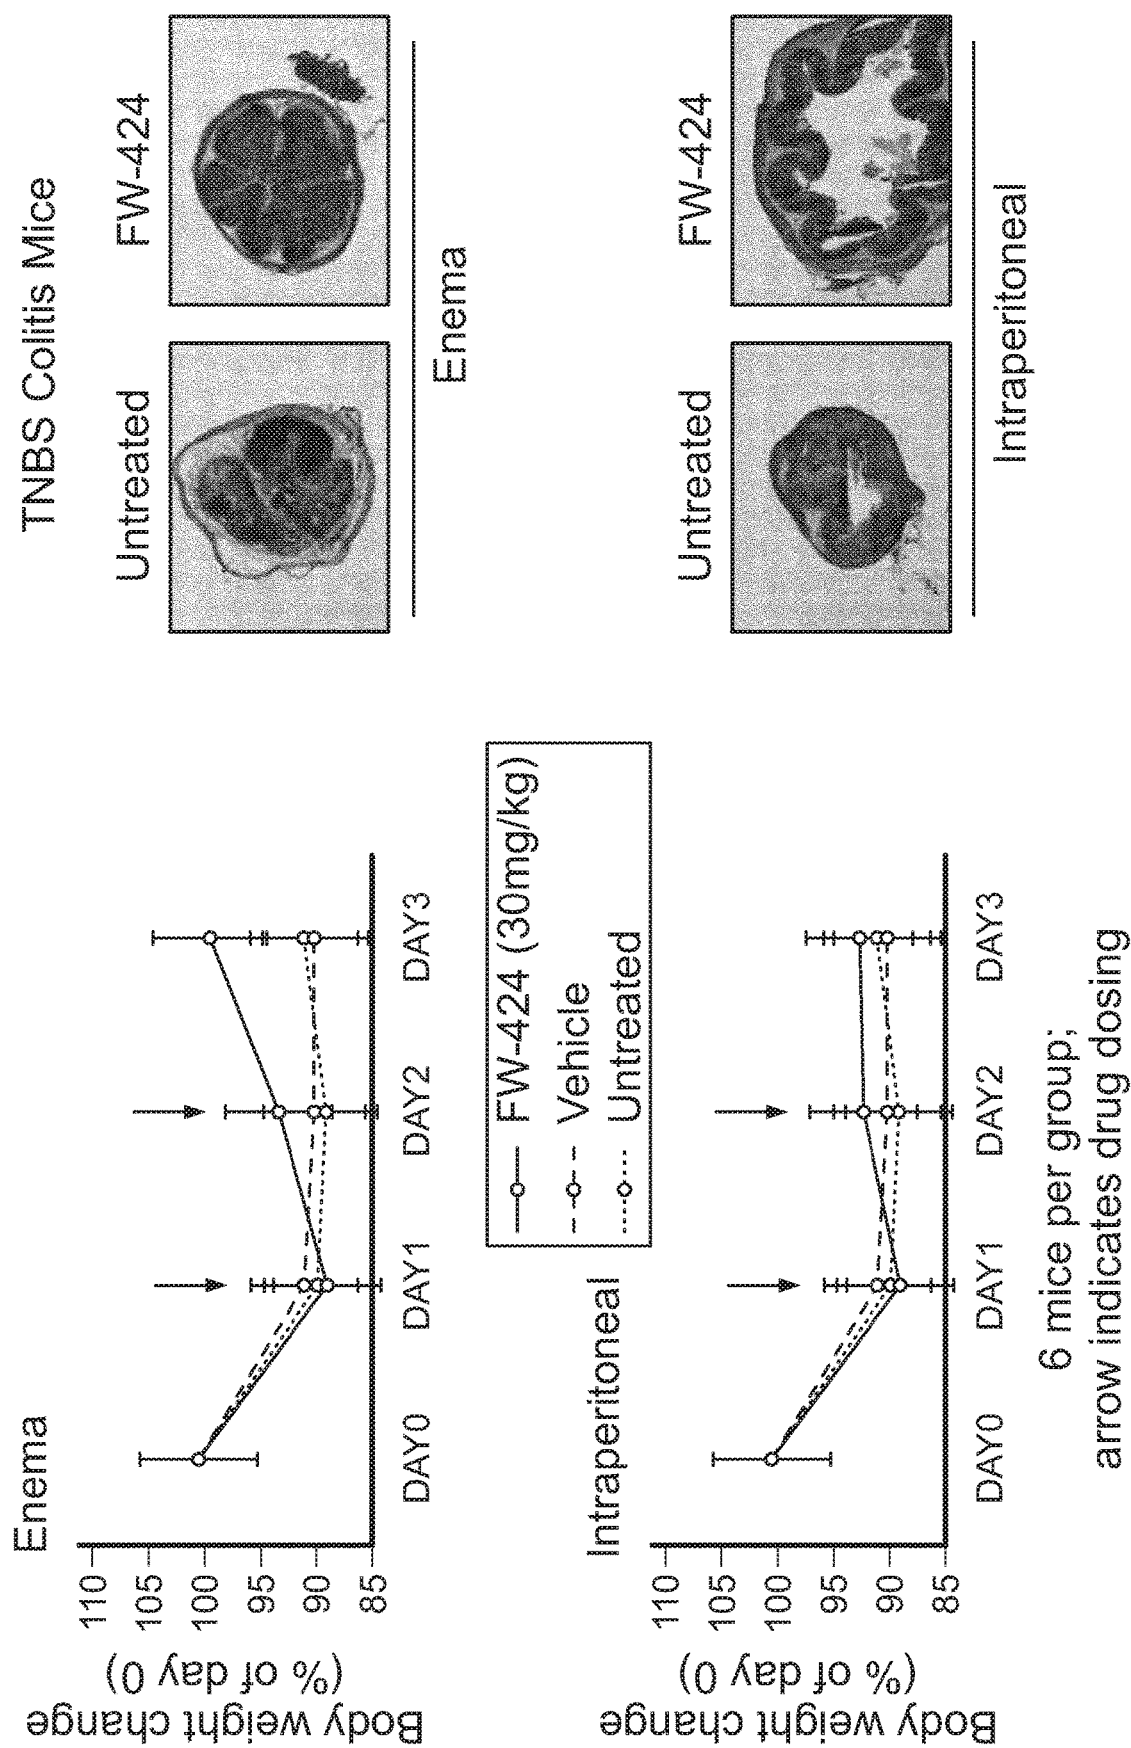 TNBS Colitis Mice
Enema
Body weight change
(% of day 0)
110
105
100
95
90
85
DAY0
DAY1
DAY2
DAY3
Untreated
FW-424
Enema
FW-424 (30mg/kg)
Vehicle
Untreated
Intraperitoneal
Body weight change
(% of day 0)
110
105
100
95
90
85
DAY0
DAY1
DAY2
DAY3
Untreated
FW-424
Intraperitoneal
6 mice per group;
arrow indicates drug dosing